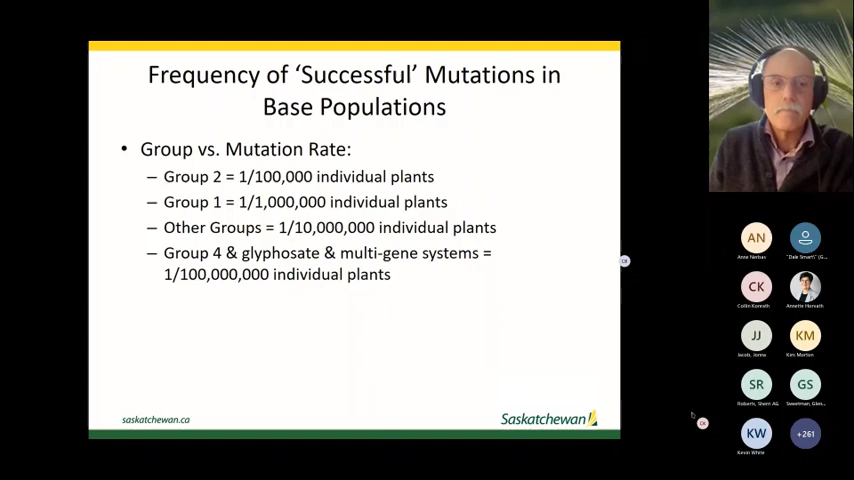 Frequency of ‘Successful’ Mutations in
Base Populations
• Group vs. Mutation Rate:
– Group 2 = 1/100,000 individual plants
– Group 1 = 1/1,000,000 individual plants
– Other Groups = 1/10,000,000 individual plants
– Group 4 & glyphosate & multi-gene systems =
1/100,000,000 individual plants
saskatchewan.ca
Saskatchewan
AN
Anne Nerbas
"Dale Smart\" (G...
CK
Collin Konrath
Annette Horvath
JJ
Jacob, Jonna
KM
Kim Marton
SR
Roberts, Sherri AG
GS
Sweetman, Glen...
KW
Kevin White
+261
CK